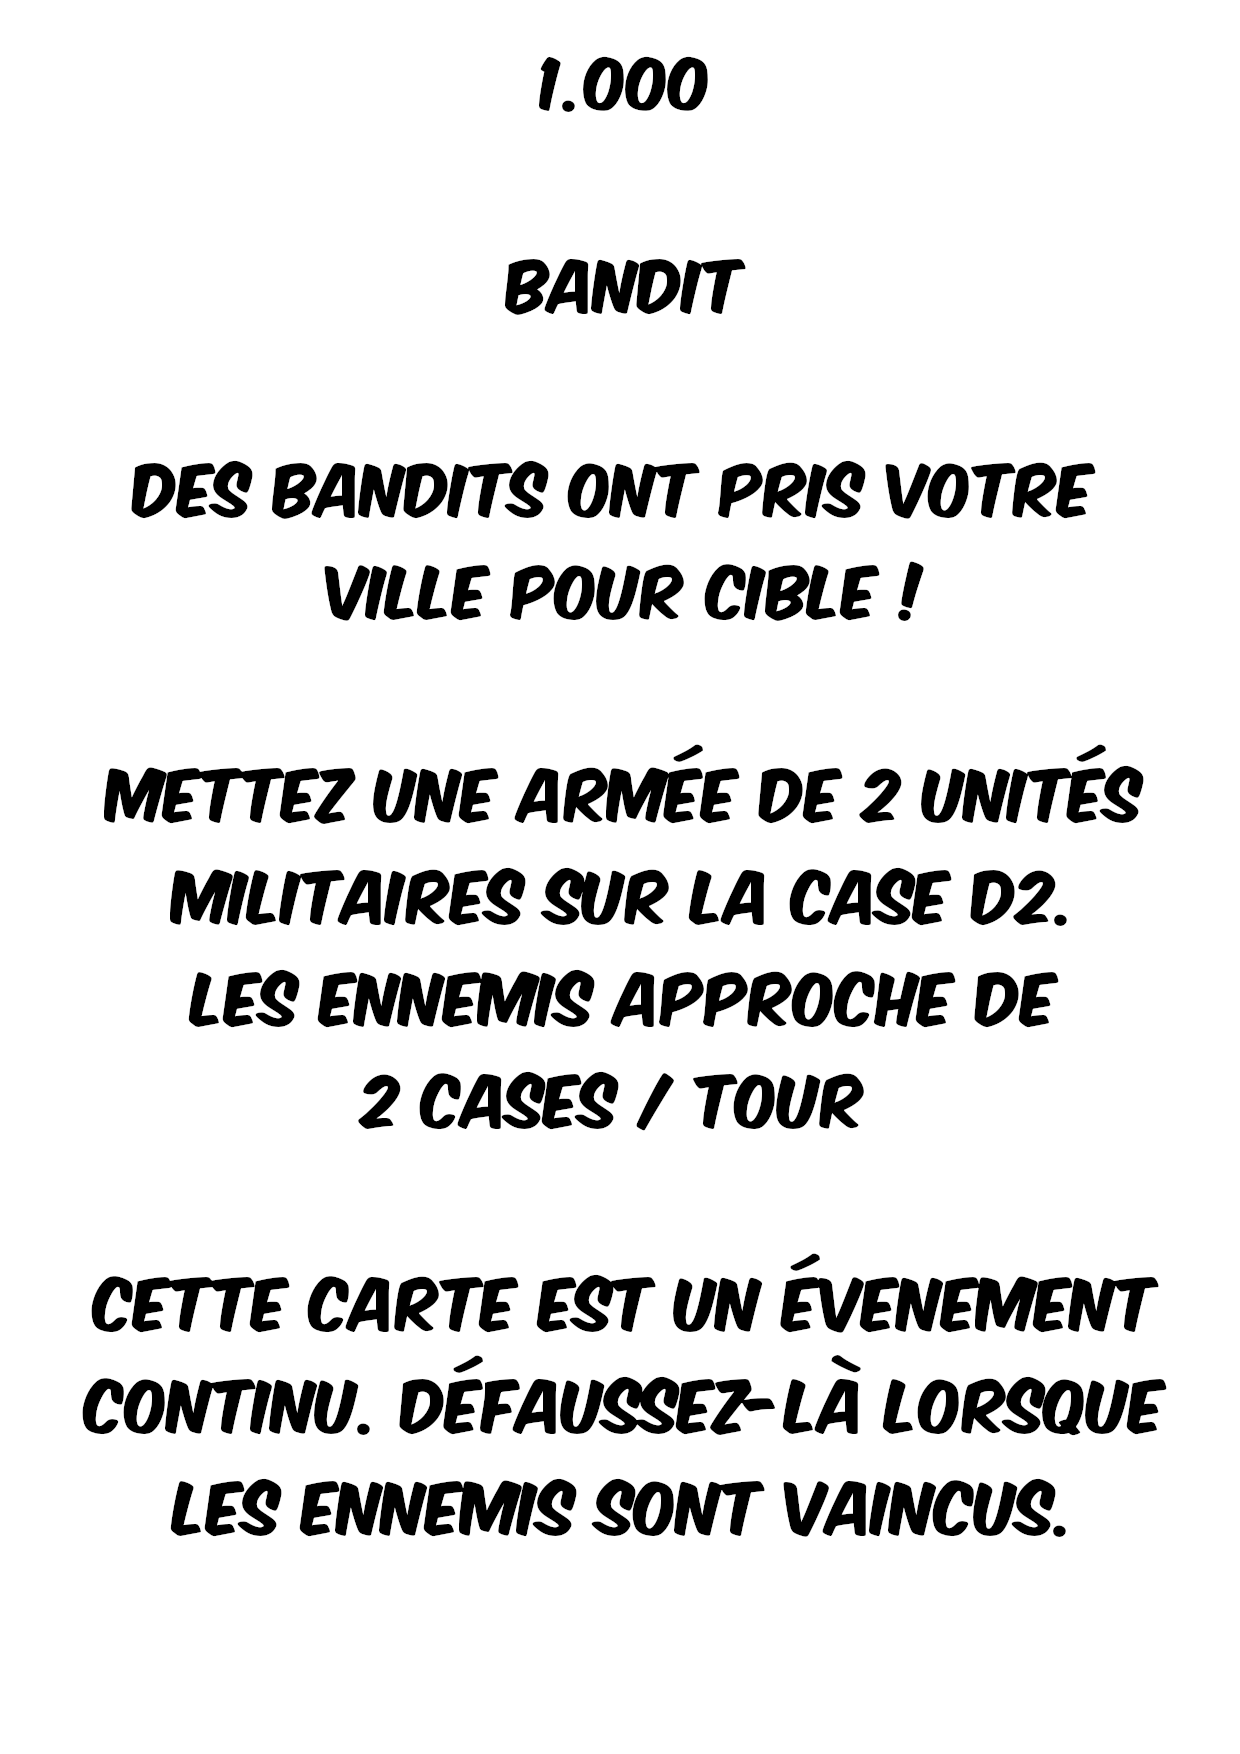 1.000
BANDIT
DES BANDITS ONT PRIS VOTRE
VILLE POUR CIBLE !
METTEZ UNE ARMÉE DE 2 UNITÉS
MILITAIRES SUR LA CASE D2.
LES ENNEMIS APPROCHE DE
2 CASES / TOUR
CETTE CARTE EST UN ÉVENEMENT
CONTINU. DÉFAUSSEZ-LÀ LORSQUE
LES ENNEMIS SONT VAINCUS.